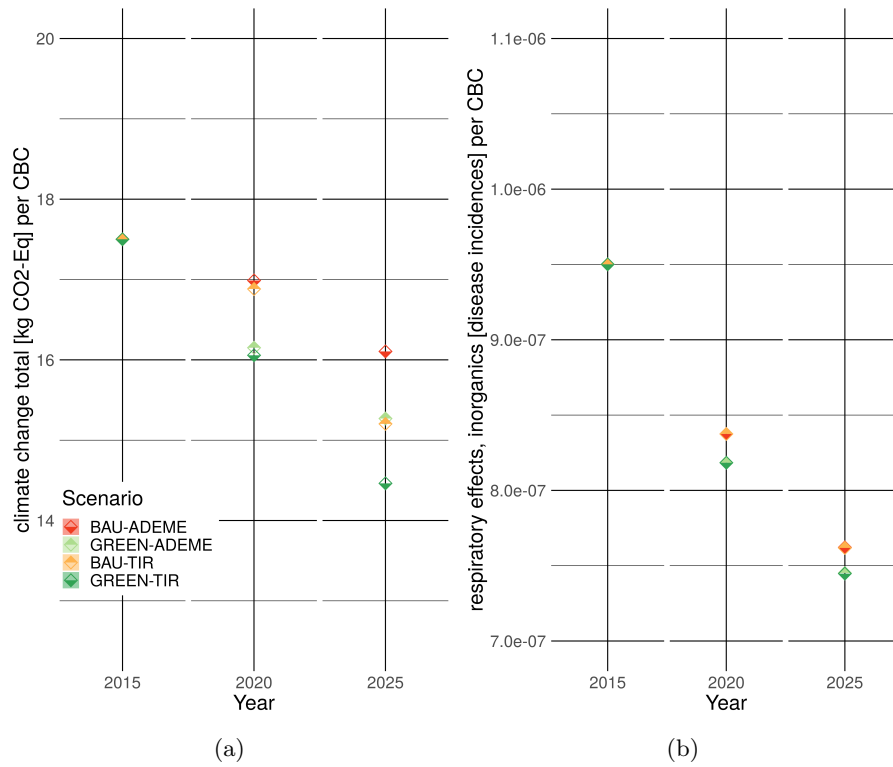 climate change total [kg CO2-Eq] per CBC
20
18
16
14
Scenario
BAU-ADEME
GREEN-ADEME
BAU-TIR
GREEN-TIR
2015
2020
2025
Year
(a)
respiratory effects, inorganics [disease incidences] per CBC
1.1e-06
1.0e-06
9.0e-07
8.0e-07
7.0e-07
2015
2020
2025
Year
(b)